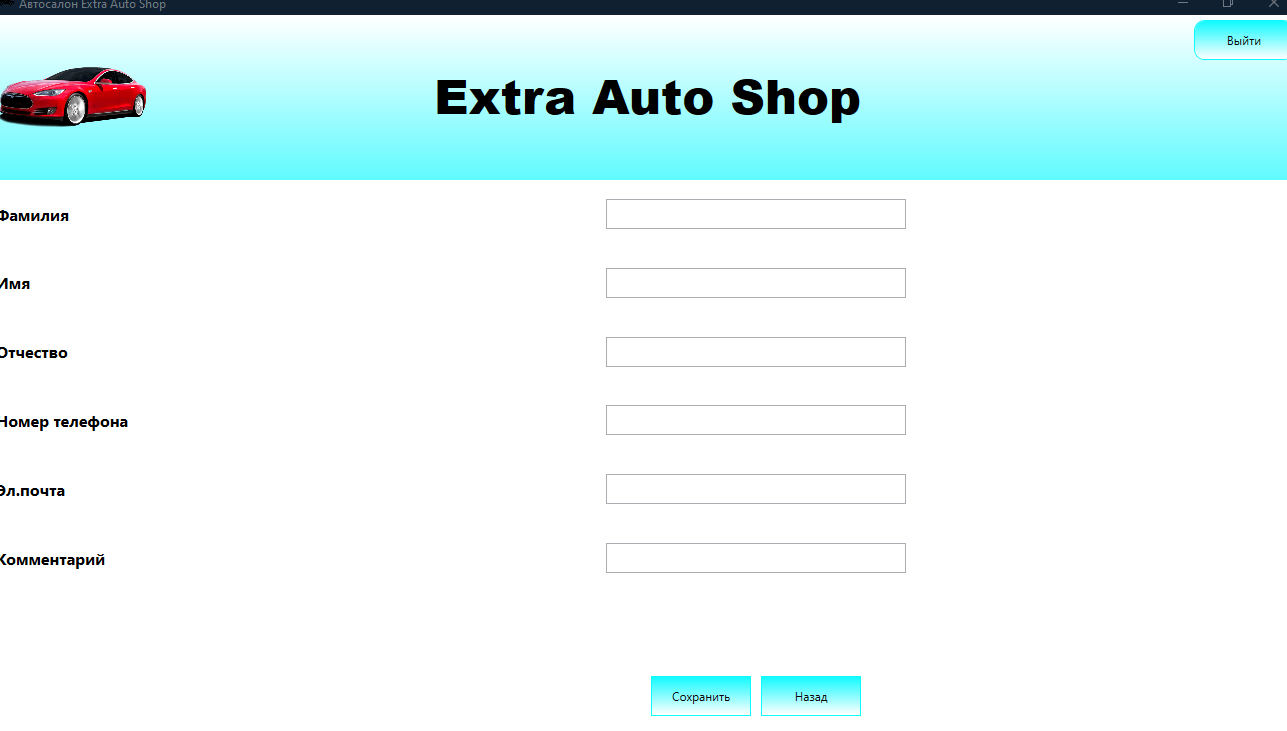 Автосалон Extra Auto Shop
Выйти
Extra Auto Shop
Фамилия
Имя
Отчество
Номер телефона
Эл.почта
Комментарий
Сохранить Назад